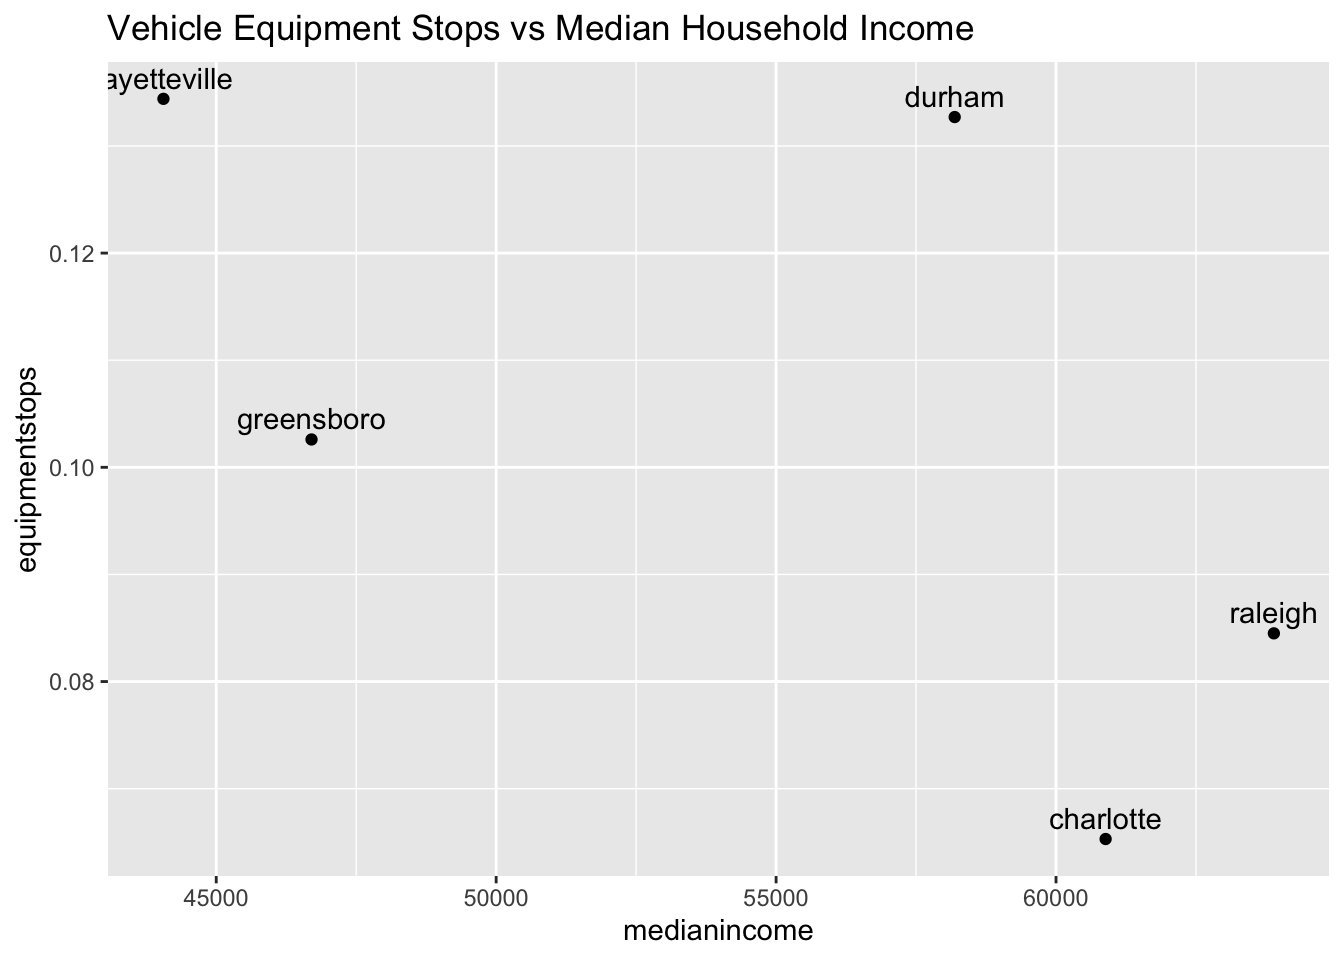 Vehicle Equipment Stops vs Median Household Income
ayetteville
durham
0.12
greensboro
0.10
equipmentstops
raleigh
0.08
charlotte
45000 50000 55000 60000
medianincome